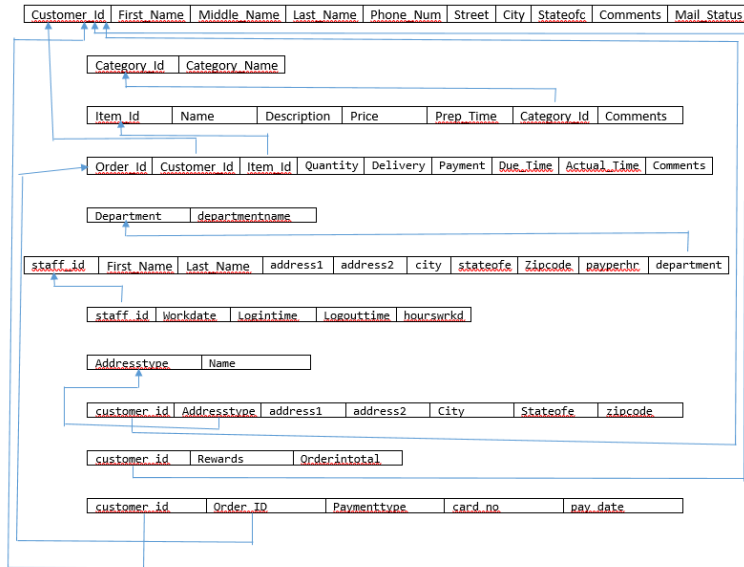 Customer_Id First_Name Middle_Name Last_Name Phone_Num Street City Stateofc Comments Mail_Status
Category_Id Category_Name
Item_Id Name Description Price Prep_Time Category_Id Comments
Order_Id Customer_Id Item_Id Quantity Delivery Payment Due_Time Actual_Time Comments
Department departmentname
staff_id First_Name Last_Name address1 address2 city stateofe Zipcode payperhr department
staff_id Workdate Logintime Logouttime hourswrkd
Addresstype Name
customer_id Addresstype address1 address2 City Stateofe zipcode
customer_id Rewards Orderintotal
customer_id Order_ID Paymenttype card_no pay_date